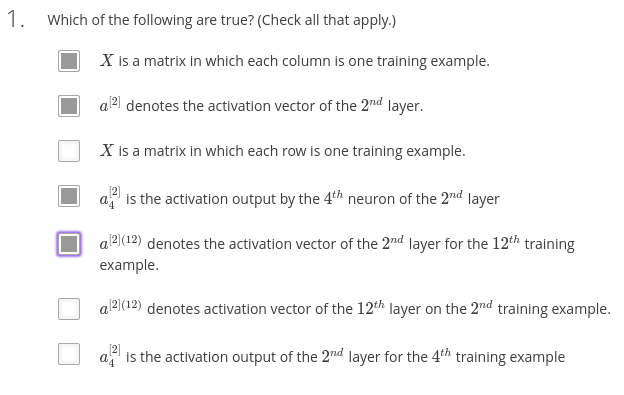 1. Which of the following are true? (Check all that apply.)
X is a matrix in which each column is one training example.
a^{[2]} denotes the activation vector of the 2^{nd} layer.
X is a matrix in which each row is one training example.
a_4^{[2]} is the activation output by the 4^{th} neuron of the 2^{nd} layer
a^{[2](12)} denotes the activation vector of the 2^{nd} layer for the 12^{th} training
example.
a^{[2](12)} denotes activation vector of the 12^{th} layer on the 2^{nd} training example.
a_4^{[2]} is the activation output of the 2^{nd} layer for the 4^{th} training example